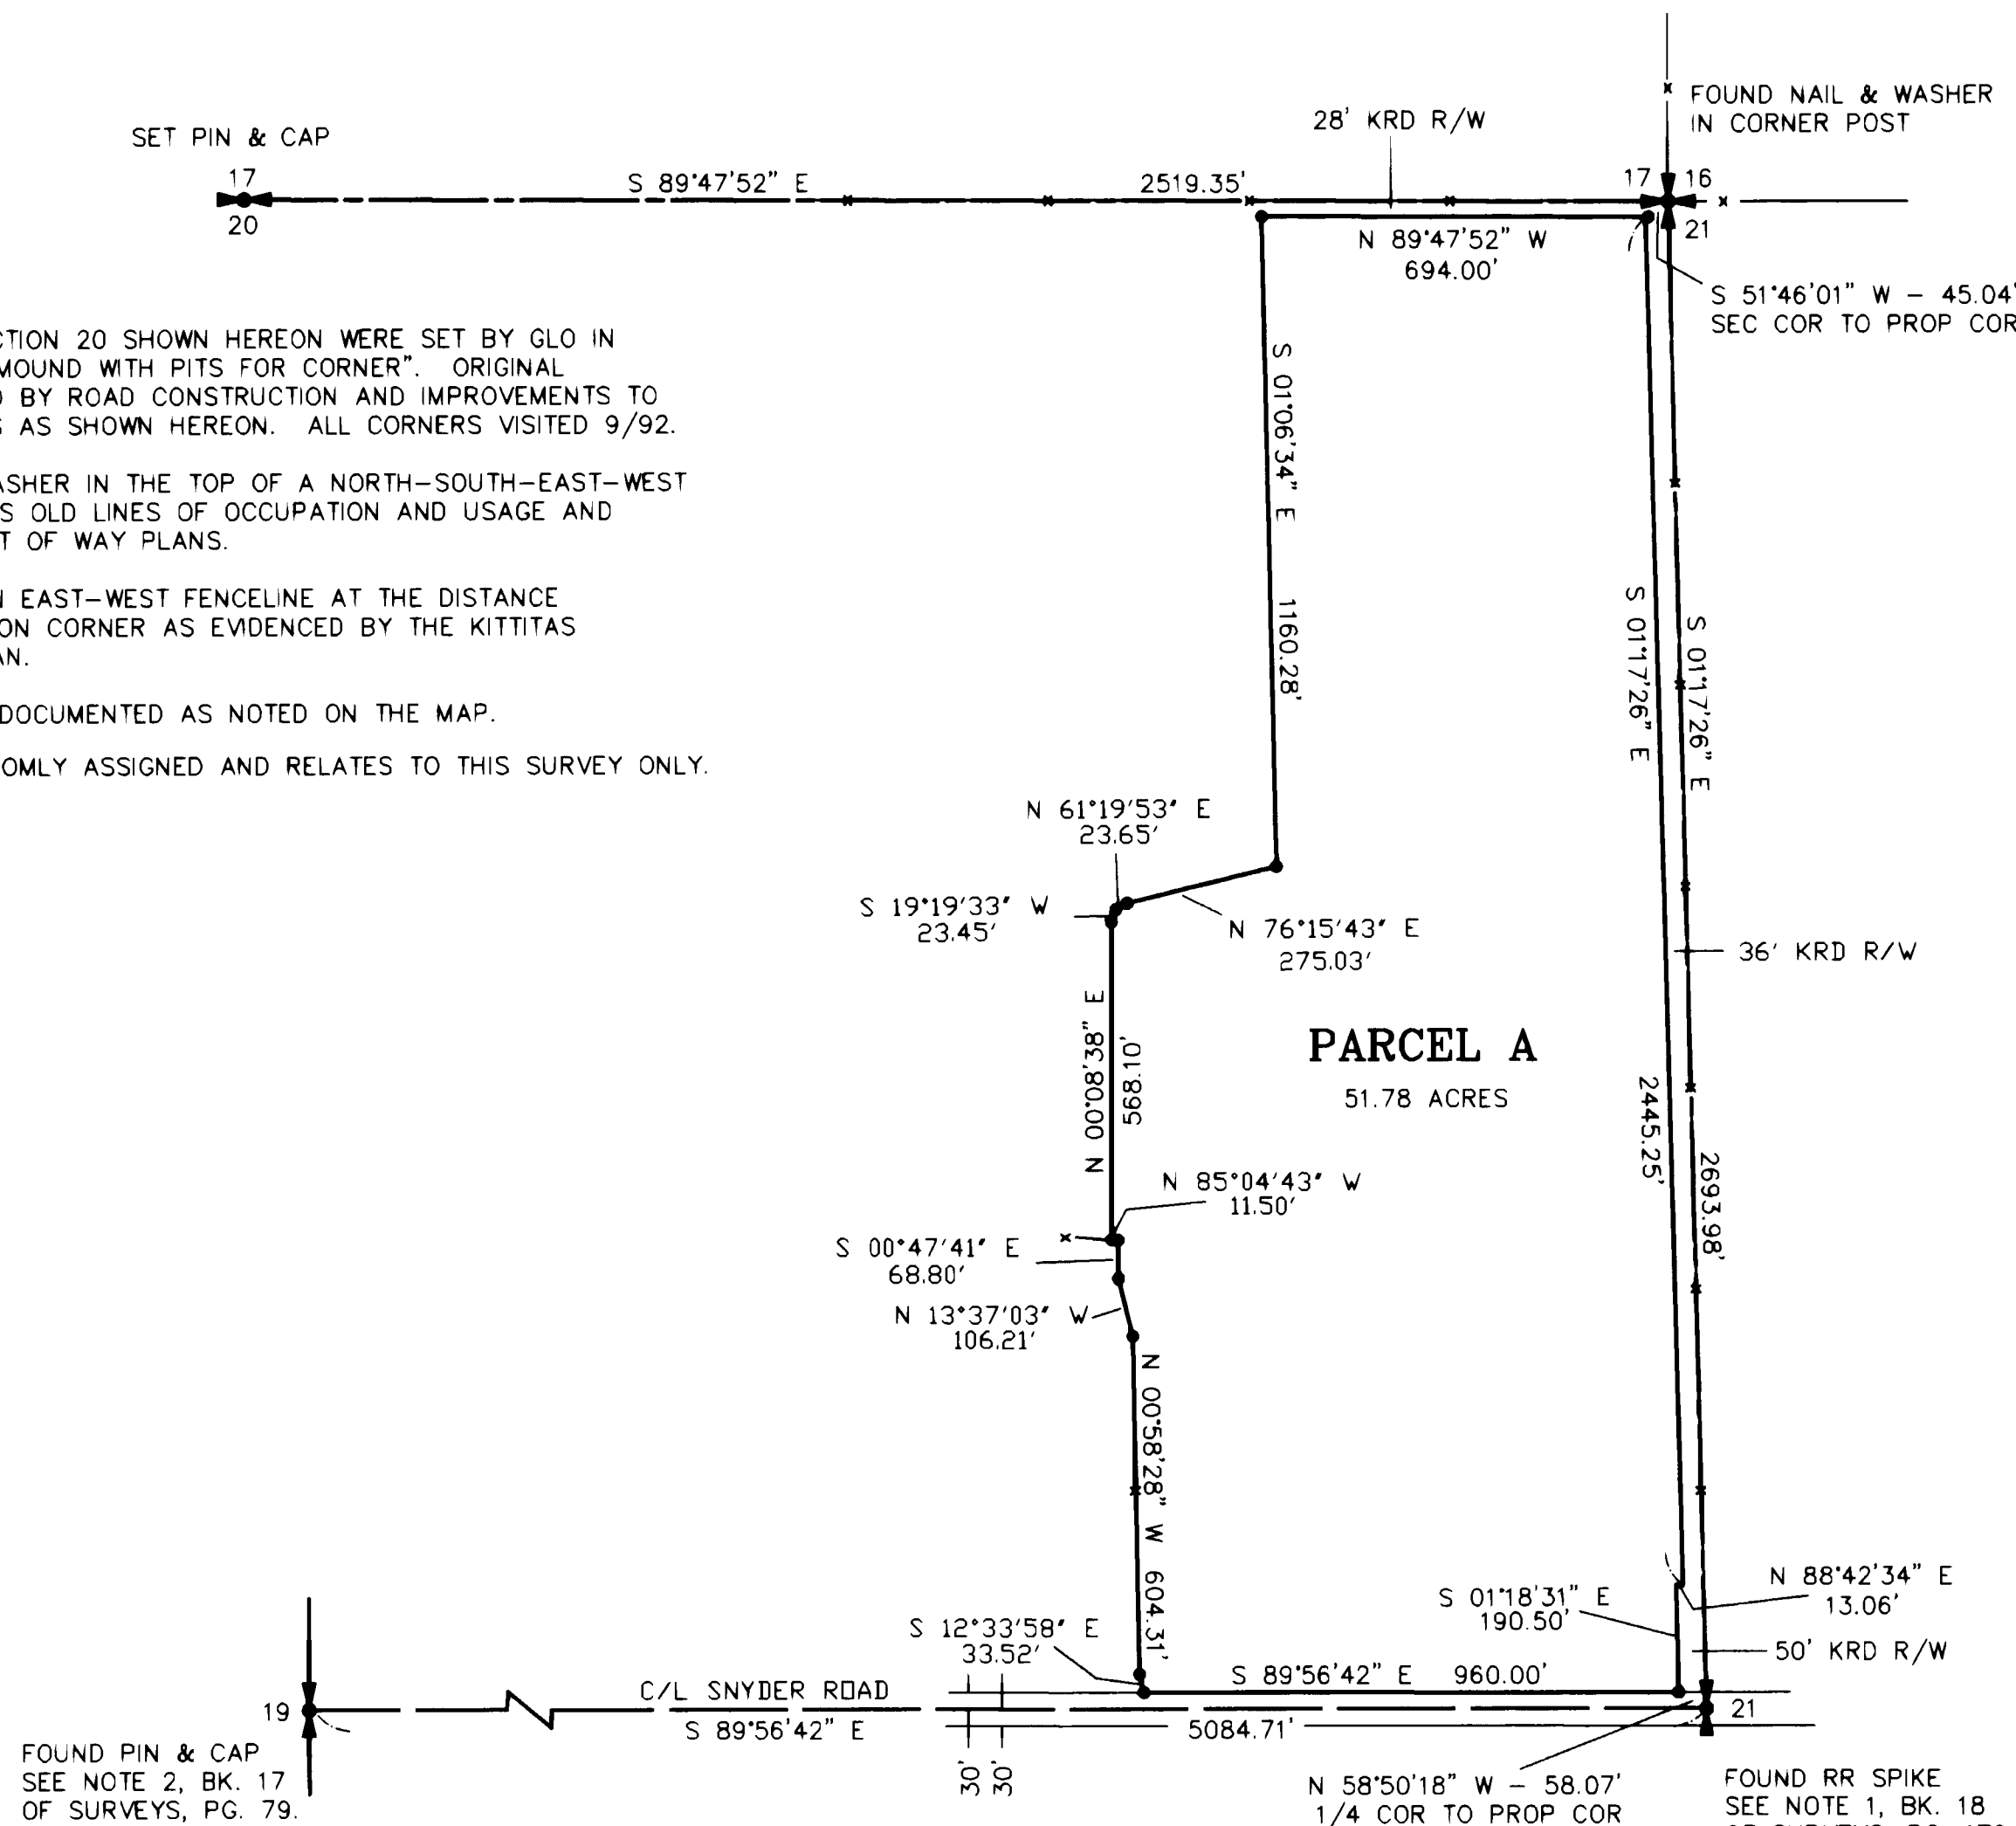 SET PIN & CAP
17
20
S 89°47'52" E
2519.35'
28' KRD R/W
FOUND NAIL & WASHER
IN CORNER POST
17 16
21
N 89°47'52" W
694.00'
S 51°46'01" W – 45.04'
SEC COR TO PROP COR
CTION 20 SHOWN HEREON WERE SET BY GLO IN
MOUND WITH PITS FOR CORNER". ORIGINAL
D BY ROAD CONSTRUCTION AND IMPROVEMENTS TO
S AS SHOWN HEREON. ALL CORNERS VISITED 9/92.
ASHER IN THE TOP OF A NORTH–SOUTH–EAST–WEST
S OLD LINES OF OCCUPATION AND USAGE AND
T OF WAY PLANS.
N EAST–WEST FENCELINE AT THE DISTANCE
ON CORNER AS EVIDENCED BY THE KITTITAS
AN.
DOCUMENTED AS NOTED ON THE MAP.
OMLY ASSIGNED AND RELATES TO THIS SURVEY ONLY.
S 01°06'34" E 1160.28'
S 01°17'26" E 2445.25'
S 01°17'26" E 2693.98'
N 61°19'53" E
23.65'
S 19°19'33" W
23.45'
N 76°15'43" E
275.03'
36' KRD R/W
N 00°08'38" E
568.10'
PARCEL A
51.78 ACRES
N 85°04'43" W
11.50'
S 00°47'41" E
68.80'
N 13°37'03" W
106.21'
N 00°58'28" W 604.31'
S 12°33'58" E
33.52'
S 01°18'31" E
190.50'
N 88°42'34" E
13.06'
50' KRD R/W
S 89°56'42" E 960.00'
C/L SNYDER ROAD
19
S 89°56'42" E
5084.71'
21
30' 30'
FOUND PIN & CAP
SEE NOTE 2, BK. 17
OF SURVEYS, PG. 79.
N 58°50'18" W – 58.07'
1/4 COR TO PROP COR
FOUND RR SPIKE
SEE NOTE 1, BK. 18